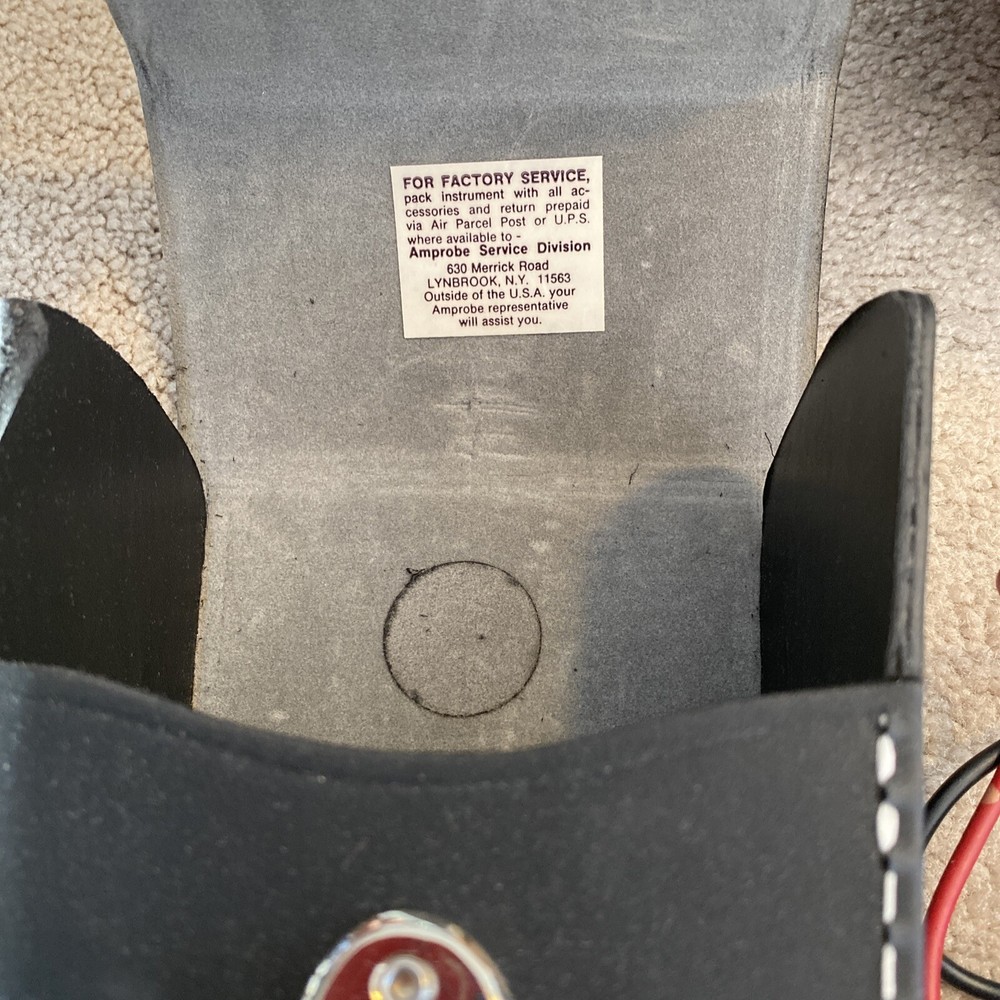 FOR FACTORY SERVICE,
pack instrument with all ac-
cessories and return prepaid
via Air Parcel Post or U.P.S.
where available to -
Amprobe Service Division
630 Merrick Road
LYNBROOK, N.Y. 11563
Outside of the U.S.A. your
Amprobe representative
will assist you.